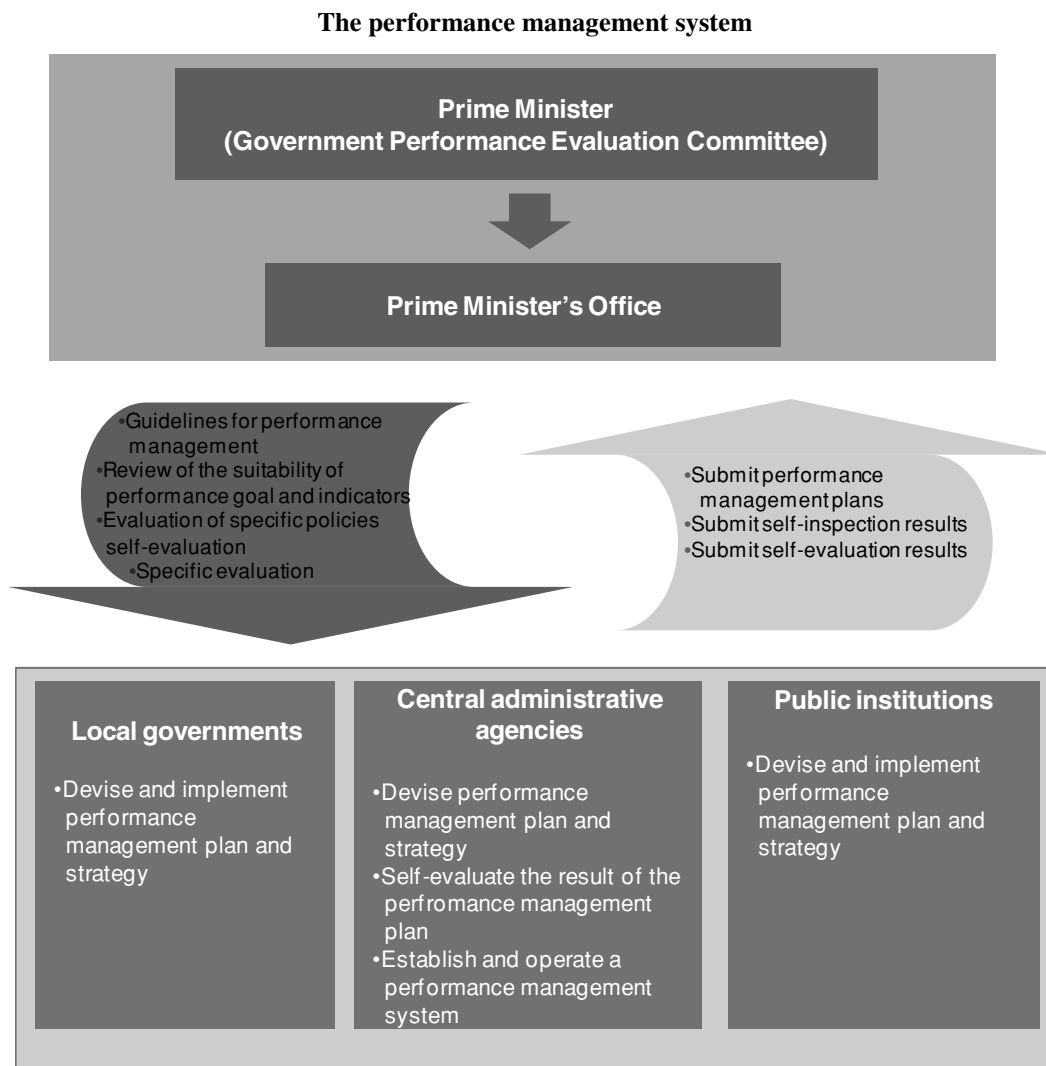 The performance management system
Prime Minister
(Government Performance Evaluation Committee)
Prime Minister's Office
•Guidelines for performance
management
•Review of the suitability of
performance goal and indicators
•Evaluation of specific policies
self-evaluation
•Specific evaluation
•Submit performance
management plans
•Submit self-inspection results
•Submit self-evaluation results
Local governments
•Devise and implement
performance
management plan and
strategy
Central administrative
agencies
•Devise performance
management plan and
strategy
•Self-evaluate the result of the
perfromance management
plan
•Establish and operate a
performance management
system
Public institutions
•Devise and implement
performance
management plan and
strategy